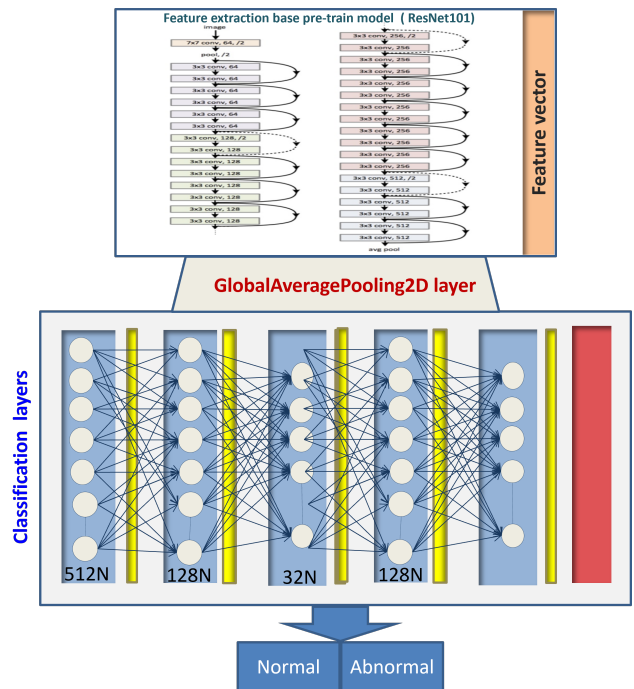 Feature extraction base pre-train model ( ResNet101)
image
7x7 conv, 64, /2
pool, /2
3x3 conv, 64
3x3 conv, 64
3x3 conv, 64
3x3 conv, 64
3x3 conv, 64
3x3 conv, 64
3x3 conv, 128, /2
3x3 conv, 128
3x3 conv, 128
3x3 conv, 128
3x3 conv, 128
3x3 conv, 128
3x3 conv, 128
3x3 conv, 128
3x3 conv, 256, /2
3x3 conv, 256
3x3 conv, 256
3x3 conv, 256
3x3 conv, 256
3x3 conv, 256
3x3 conv, 256
3x3 conv, 256
3x3 conv, 256
3x3 conv, 256
3x3 conv, 256
3x3 conv, 256
3x3 conv, 512, /2
3x3 conv, 512
3x3 conv, 512
3x3 conv, 512
3x3 conv, 512
3x3 conv, 512
avg pool
Feature vector
GlobalAveragePooling2D layer
Classification layers
512N
128N
32N
128N
Normal
Abnormal